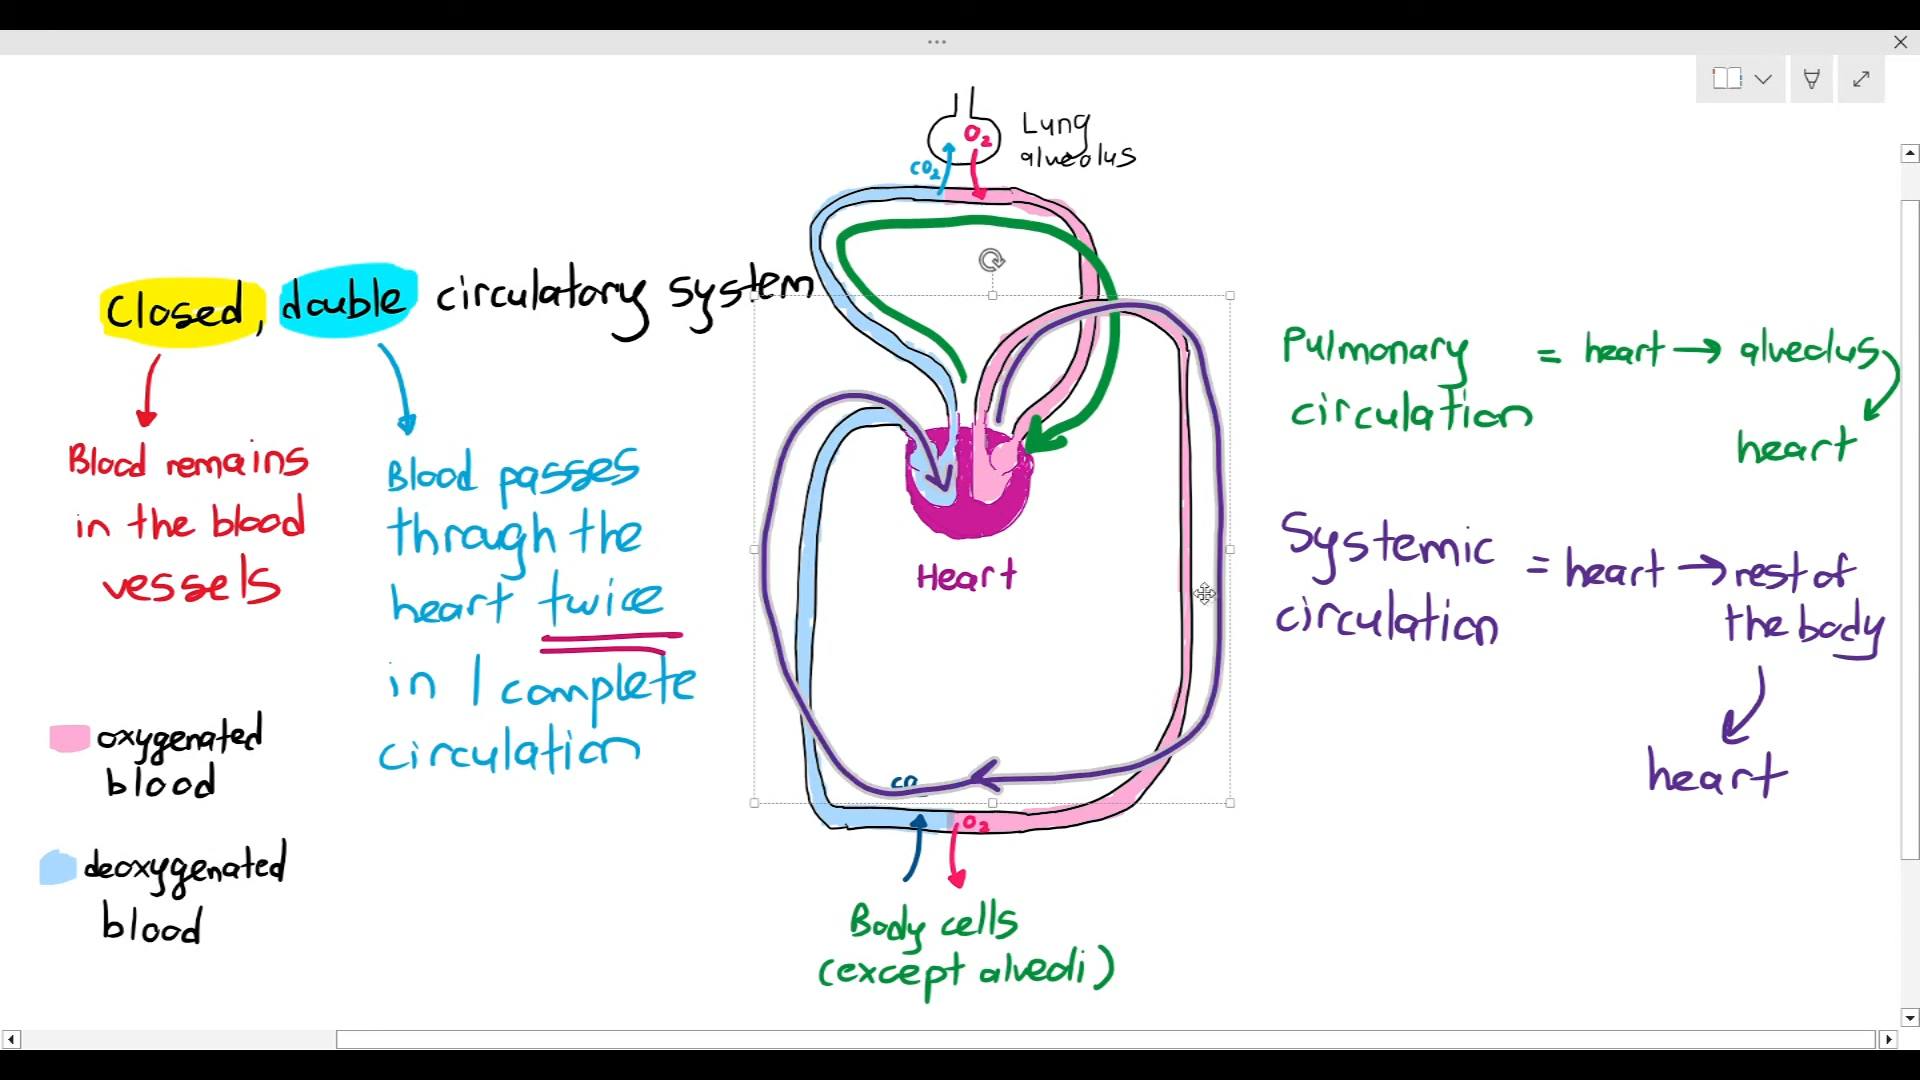 Lung
alveolus
O2
CO2
Closed, double circulatory system
Blood remains
in the blood
vessels
Blood passes
through the
heart twice
in 1 complete
circulation
oxygenated
blood
deoxygenated
blood
Heart
O2
Body cells
(except alveoli)
Pulmonary
circulation
= heart → alveolus
heart
Systemic
circulation
= heart → rest of
the body
heart